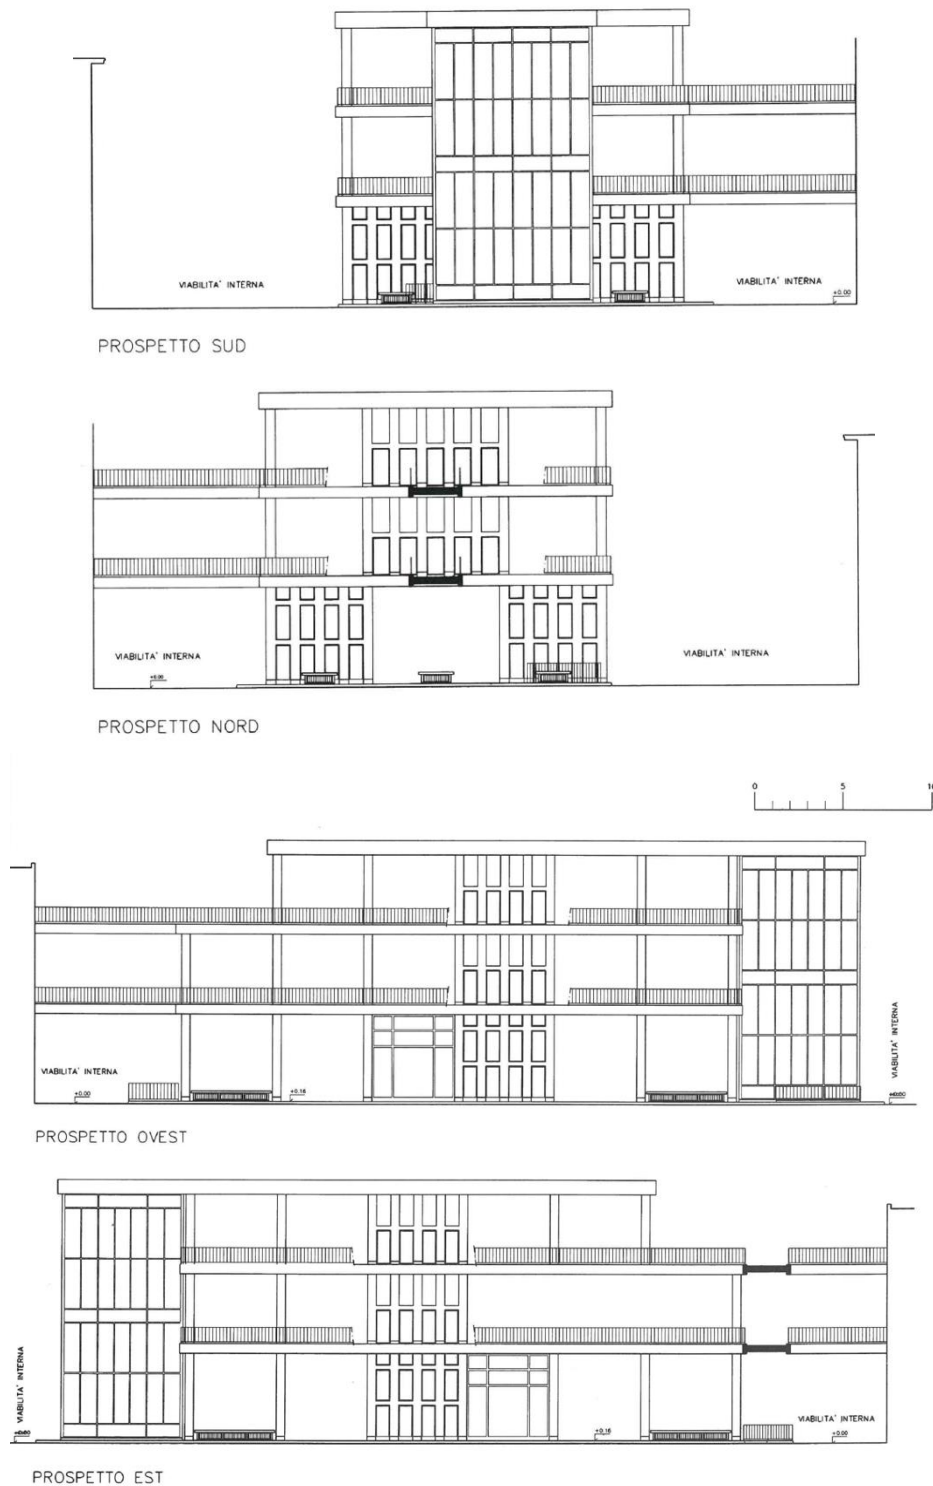 VIABILITA' INTERNA
VIABILITA' INTERNA
+0.00
PROSPETTO SUD
VIABILITA' INTERNA
+0.00
VIABILITA' INTERNA
PROSPETTO NORD
0 5 10
VIABILITA' INTERNA
+0.00
+0.16
VIABILITA' INTERNA
PROSPETTO OVEST
VIABILITA' INTERNA
+0.16
VIABILITA' INTERNA
+0.00
PROSPETTO EST